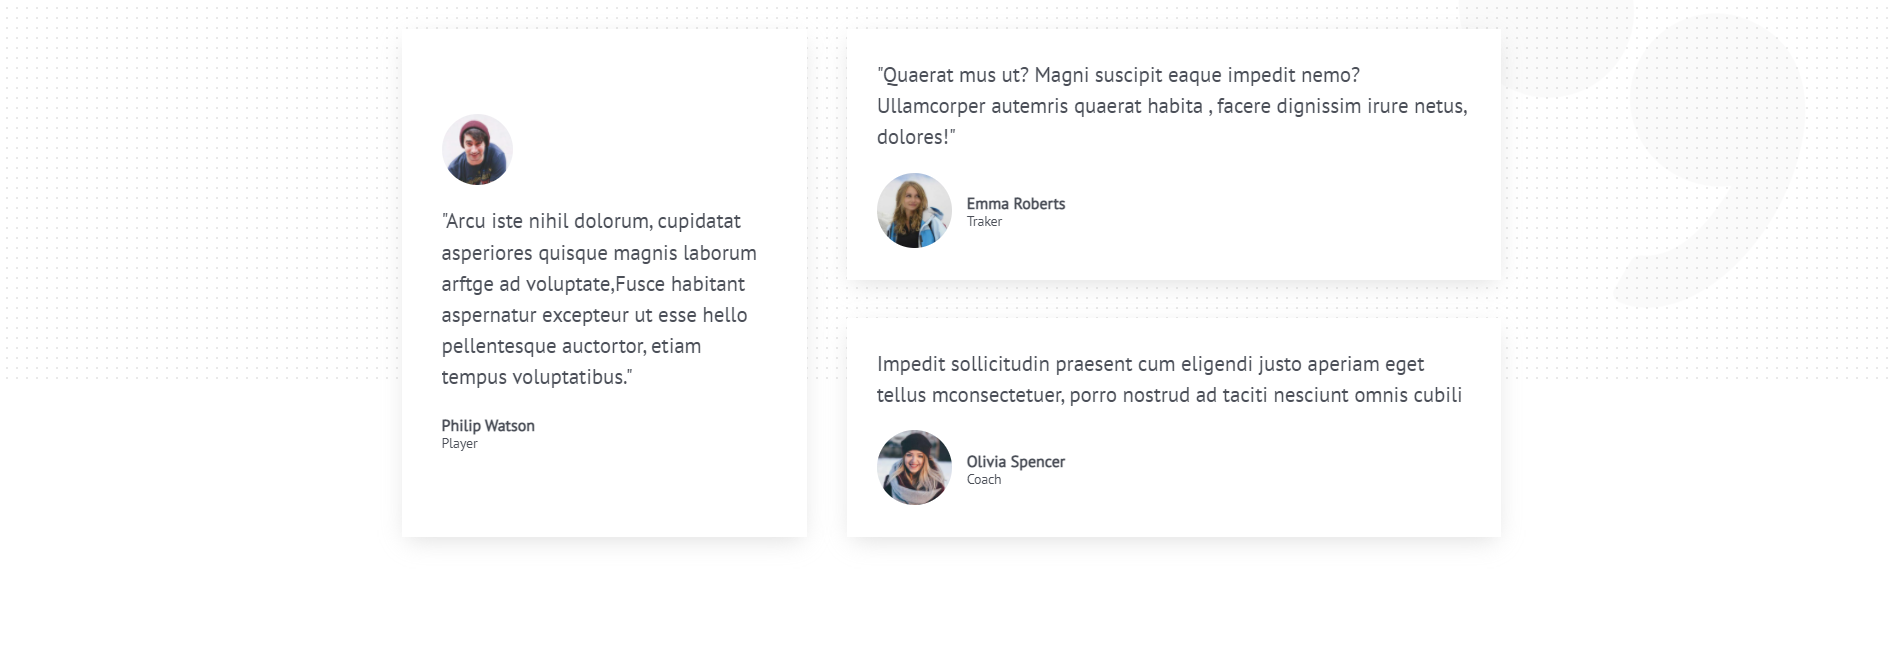 "Arcu iste nihil dolorum, cupidatat
asperiores quisque magnis laborum
arftge ad voluptate,Fusce habitant
aspernatur excepteur ut esse hello
pellentesque auctortor, etiam
tempus voluptatibus."
Philip Watson
Player
"Quaerat mus ut? Magni suscipit eaque impedit nemo?
Ullamcorper autemris quaerat habita , facere dignissim irure netus,
dolores!"
Emma Roberts
Traker
Impedit sollicitudin praesent cum eligendi justo aperiam eget
tellus mconsectetuer, porro nostrud ad taciti nesciunt omnis cubili
Olivia Spencer
Coach